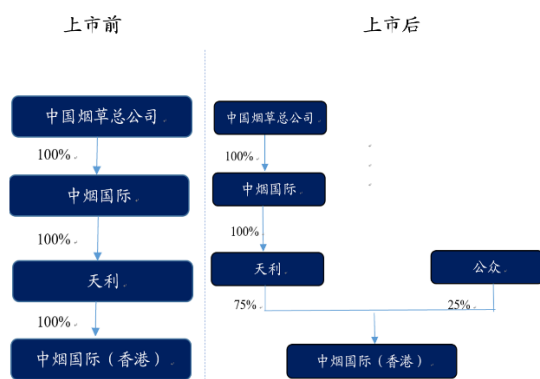 上市前
上市后
中国烟草总公司
100%
中烟国际
100%
天利
100%
中烟国际（香港）
中国烟草总公司
100%
中烟国际
100%
天利
公众
75%
25%
中烟国际（香港）